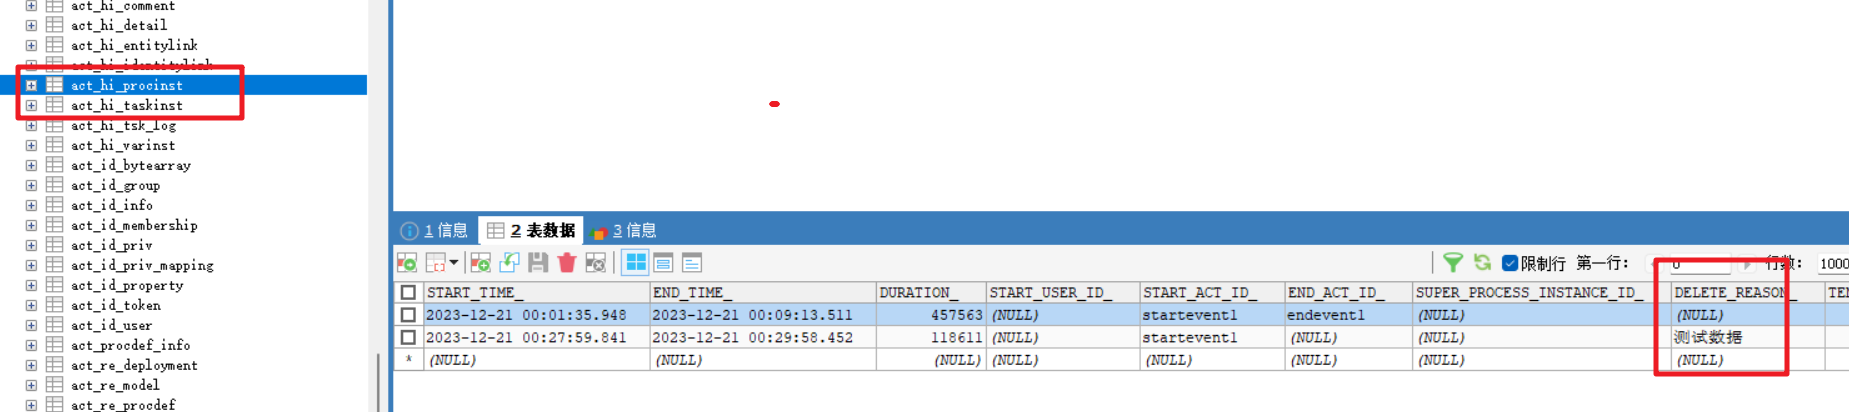 act_hi_comment
act_hi_detail
act_hi_entitylink
act_hi_identitylink
act_hi_procinst
act_hi_taskinst
act_hi_tsk_log
act_hi_varinst
act_id_bytearray
act_id_group
act_id_info
act_id_membership
act_id_priv
act_id_priv_mapping
act_id_property
act_id_token
act_id_user
act_procdef_info
act_re_deployment
act_re_model
act_re_procdef
1 信息 2 表数据 3 信息
限制行 第一行: 0 行数: 1000
START_TIME_ END_TIME_ DURATION_ START_USER_ID_ START_ACT_ID_ END_ACT_ID_ SUPER_PROCESS_INSTANCE_ID_ DELETE_REASON_ TEN
2023-12-21 00:01:35.948 2023-12-21 00:09:13.511 457563 (NULL) startevent1 endevent1 (NULL) (NULL)
2023-12-21 00:27:59.841 2023-12-21 00:29:58.452 118611 (NULL) startevent1 (NULL) (NULL) 测试数据
* (NULL) (NULL) (NULL) (NULL) (NULL) (NULL) (NULL) (NULL)